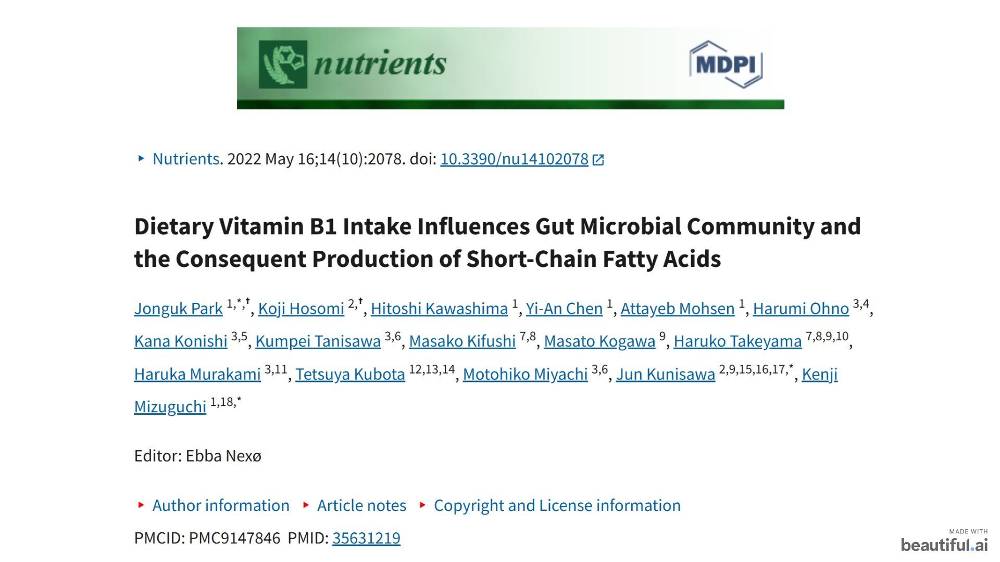 nutrients
MDPI
Nutrients. 2022 May 16;14(10):2078. doi: 10.3390/nu14102078
Dietary Vitamin B1 Intake Influences Gut Microbial Community and
the Consequent Production of Short-Chain Fatty Acids
Jonguk Park 1,*,†, Koji Hosomi 2,†, Hitoshi Kawashima 1, Yi-An Chen 1, Attayeb Mohsen 1, Harumi Ohno 3,4,
Kana Konishi 3,5, Kumpei Tanisawa 3,6, Masako Kifushi 7,8, Masato Kogawa 9, Haruko Takeyama 7,8,9,10,
Haruka Murakami 3,11, Tetsuya Kubota 12,13,14, Motohiko Miyachi 3,6, Jun Kunisawa 2,9,15,16,17,*, Kenji
Mizuguchi 1,18,*
Editor: Ebba Nexø
Author information Article notes Copyright and License information
PMCID: PMC9147846 PMID: 35631219
MADE WITH
beautiful.ai